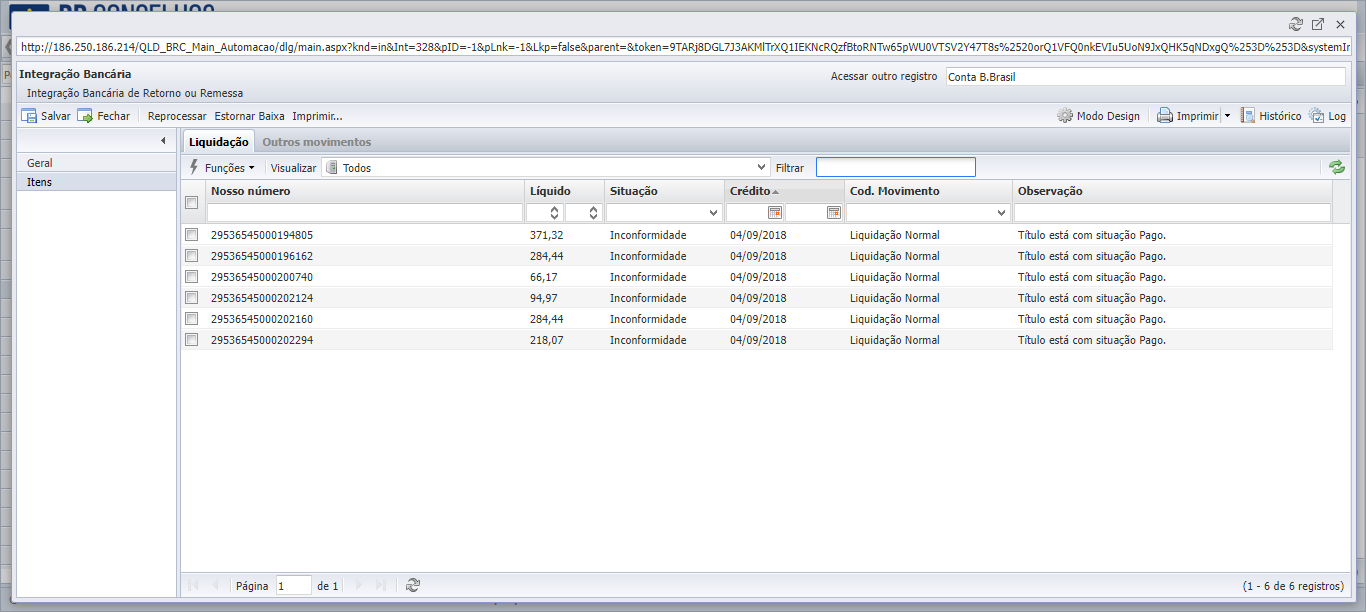 http://186.250.186.214/QLD_BRC_Main_Automacao/dlg/main.aspx?knd=in&Int=328&pID=-1&pLnk=-1&Lkp=false&parent=&token=9TARj8DGL7J3AKMlTrXQ1IEKNcRQzfBtoRNTw65pWU0VTSV2Y47T8s%2520orQ1VFQ0nkEVIu5UoN9JxQHK5qNDxgQ%253D%253D&systemIn
Integração Bancária
Acessar outro registro Conta B.Brasil
Integração Bancária de Retorno ou Remessa
Salvar Fechar Reprocessar Estornar Baixa Imprimir... Modo Design Imprimir Histórico Log
Liquidação Outros movimentos
Geral
Funções Visualizar Todos Filtrar
Itens
Nosso número Líquido Situação Crédito Cod. Movimento Observação
29536545000194805 371,32 Inconformidade 04/09/2018 Liquidação Normal Título está com situação Pago.
29536545000196162 284,44 Inconformidade 04/09/2018 Liquidação Normal Título está com situação Pago.
29536545000200740 66,17 Inconformidade 04/09/2018 Liquidação Normal Título está com situação Pago.
29536545000202124 94,97 Inconformidade 04/09/2018 Liquidação Normal Título está com situação Pago.
29536545000202160 284,44 Inconformidade 04/09/2018 Liquidação Normal Título está com situação Pago.
29536545000202294 218,07 Inconformidade 04/09/2018 Liquidação Normal Título está com situação Pago.
Página 1 de 1 (1 - 6 de 6 registros)